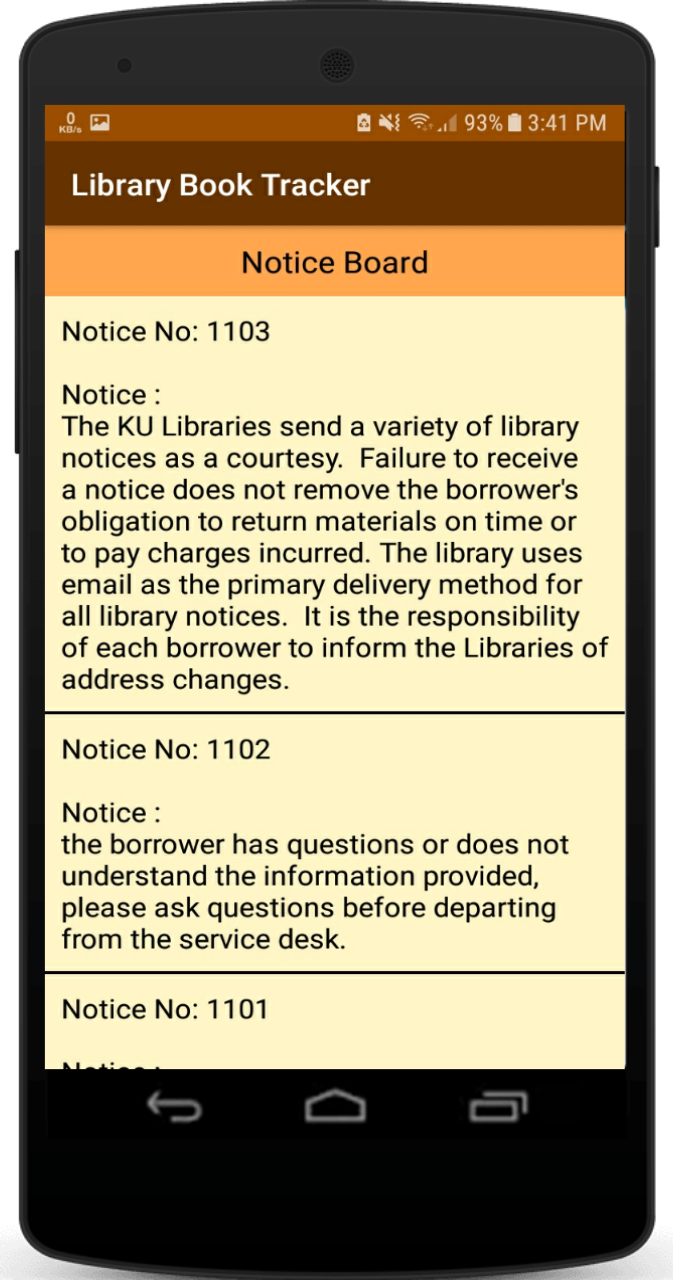 0
KB/s
93% 3:41 PM
Library Book Tracker
Notice Board
Notice No: 1103
Notice :
The KU Libraries send a variety of library
notices as a courtesy.  Failure to receive
a notice does not remove the borrower's
obligation to return materials on time or
to pay charges incurred. The library uses
email as the primary delivery method for
all library notices.  It is the responsibility
of each borrower to inform the Libraries of
address changes.
Notice No: 1102
Notice :
the borrower has questions or does not
understand the information provided,
please ask questions before departing
from the service desk.
Notice No: 1101
Notice :